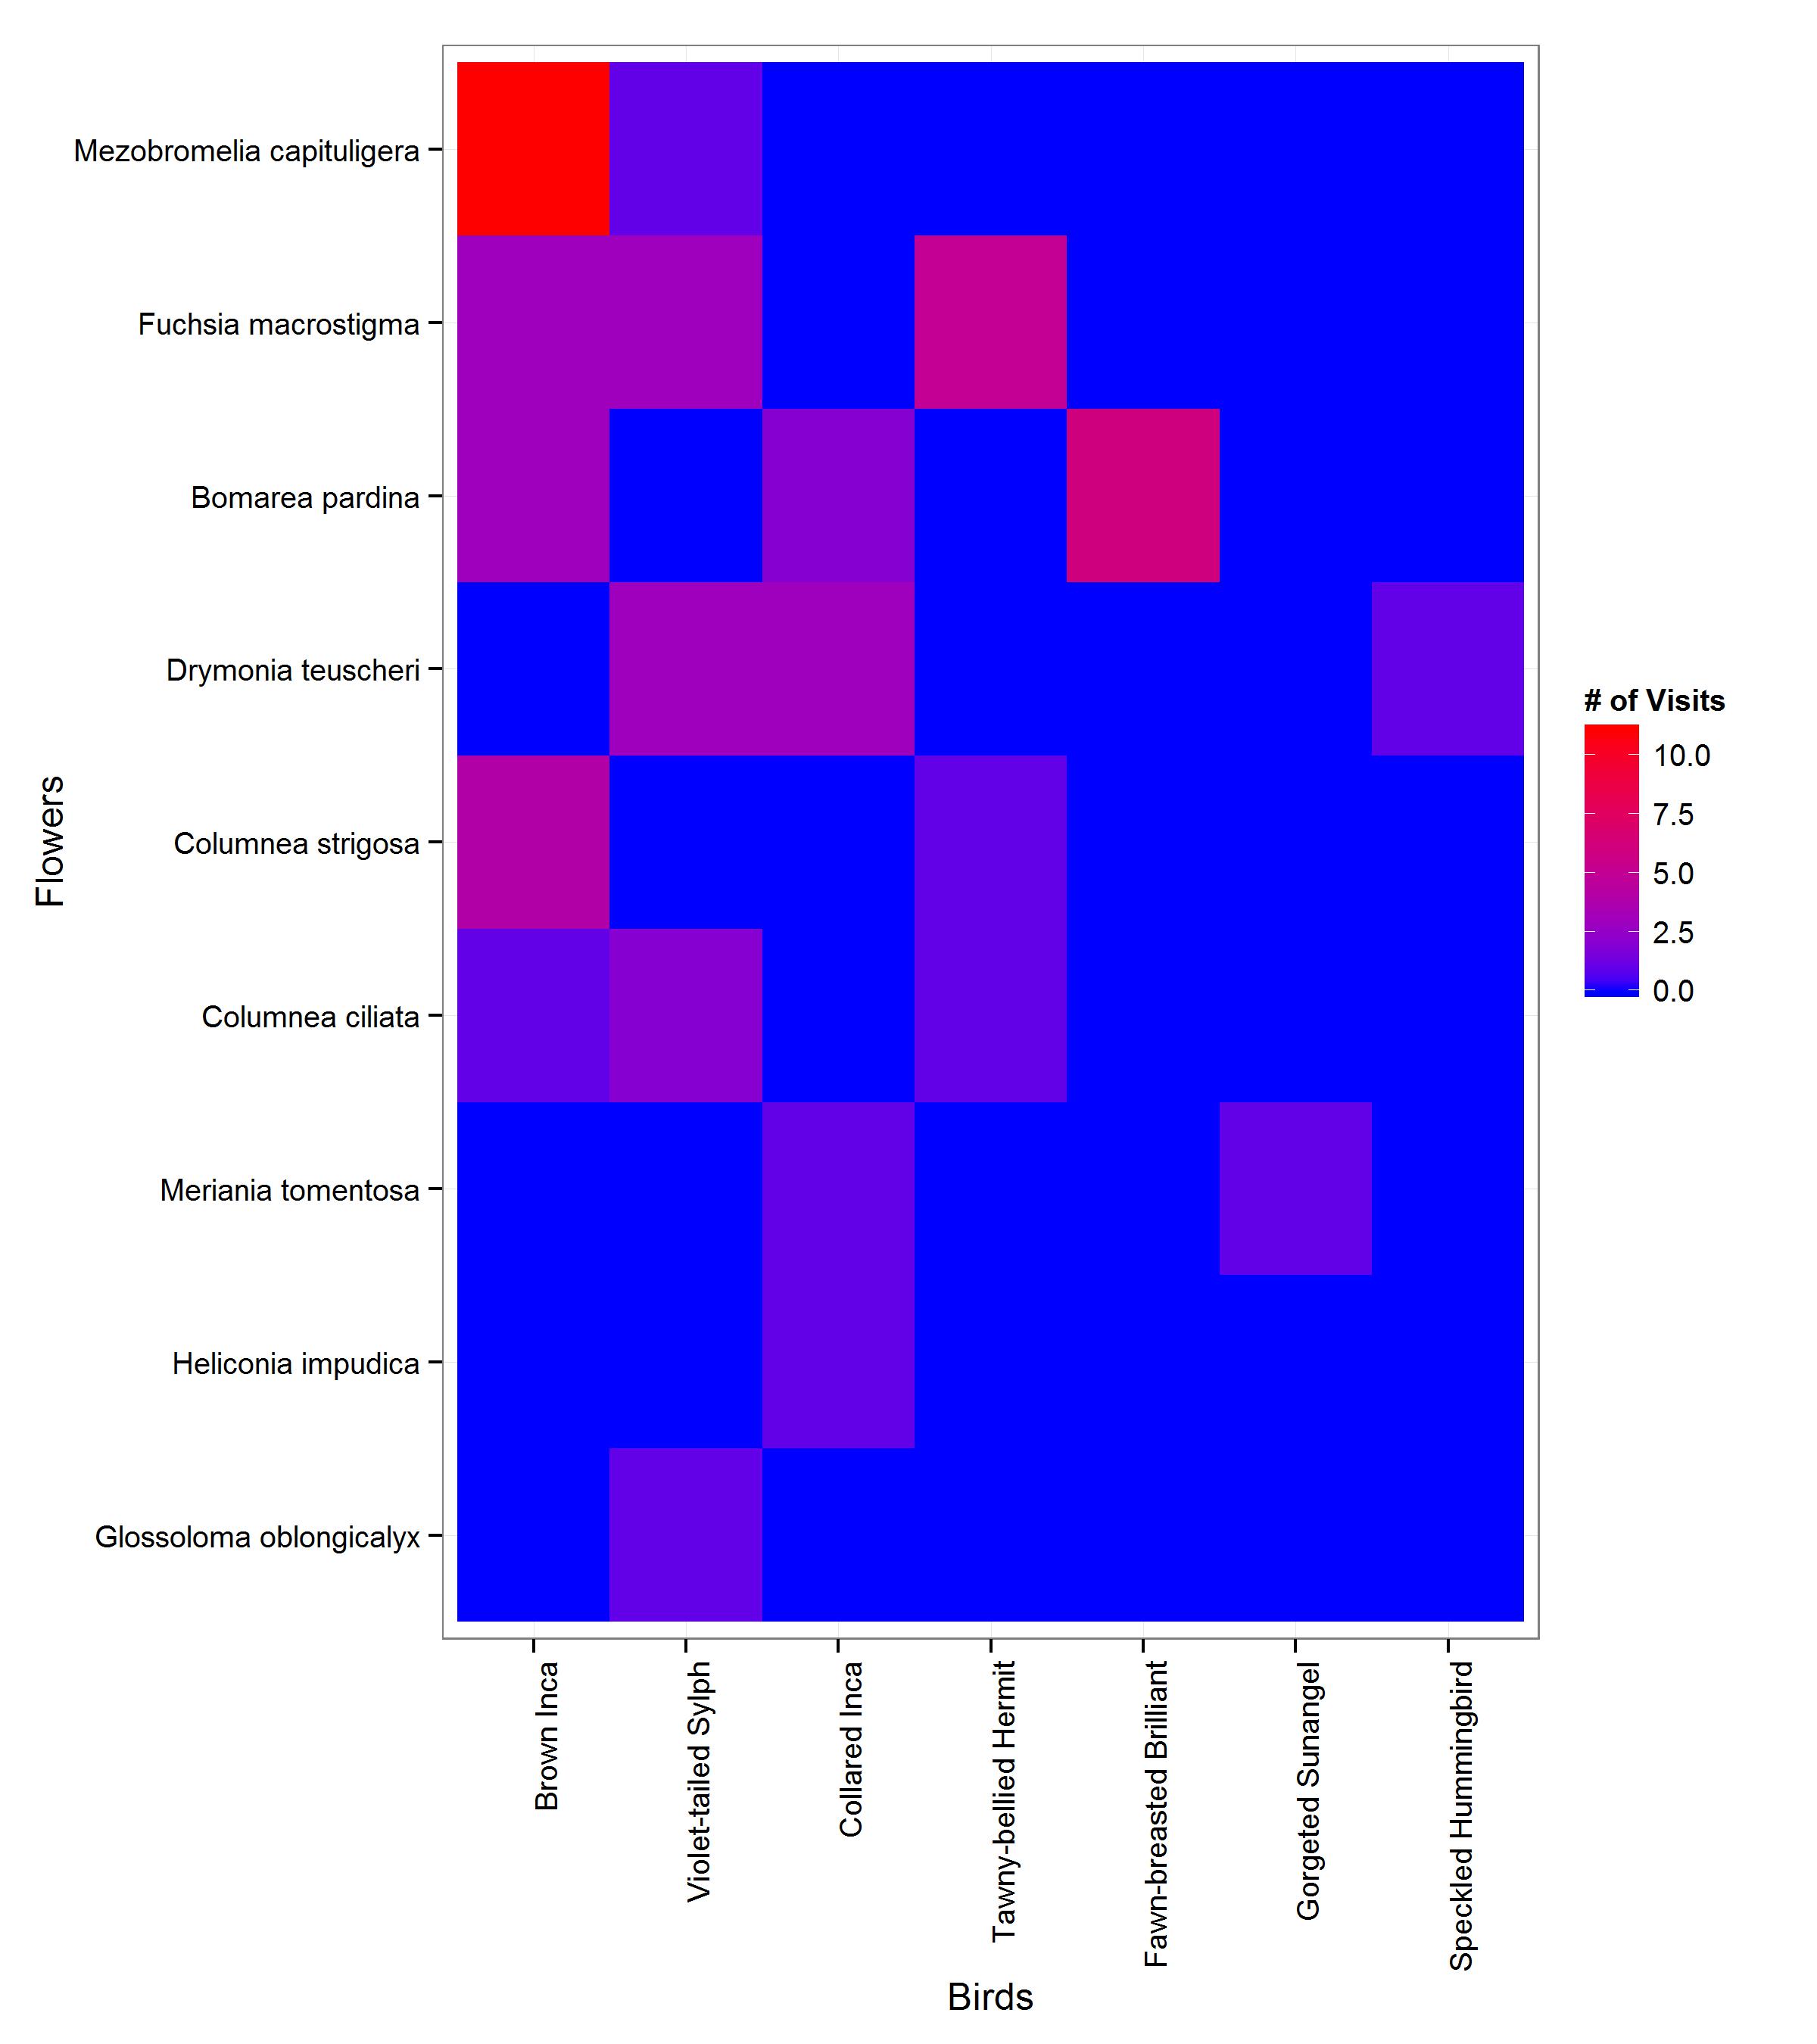 Mezobromelia capituligera
Fuchsia macrostigma
Bomarea pardina
Drymonia teuscheri
Columnea strigosa
Columnea ciliata
Meriania tomentosa
Heliconia impudica
Glossoloma oblongicalyx
Flowers
Brown Inca
Violet-tailed Sylph
Collared Inca
Tawny-bellied Hermit
Fawn-breasted Brilliant
Gorgeted Sunangel
Speckled Hummingbird
Birds
# of Visits
10.0
7.5
5.0
2.5
0.0